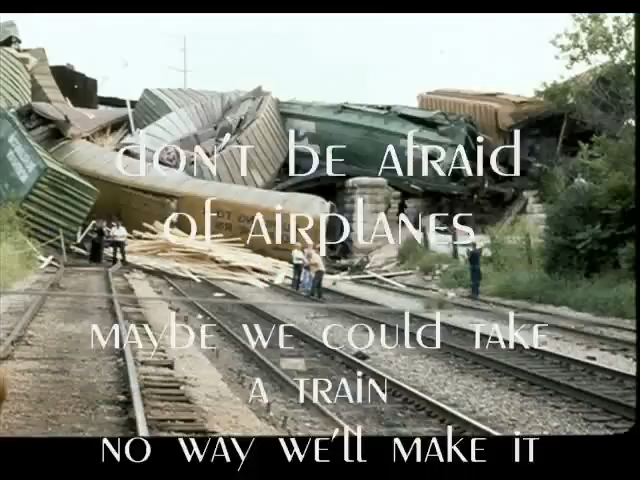 don't be afraid
of airplanes
maybe we could take
a train
no way we'll make it